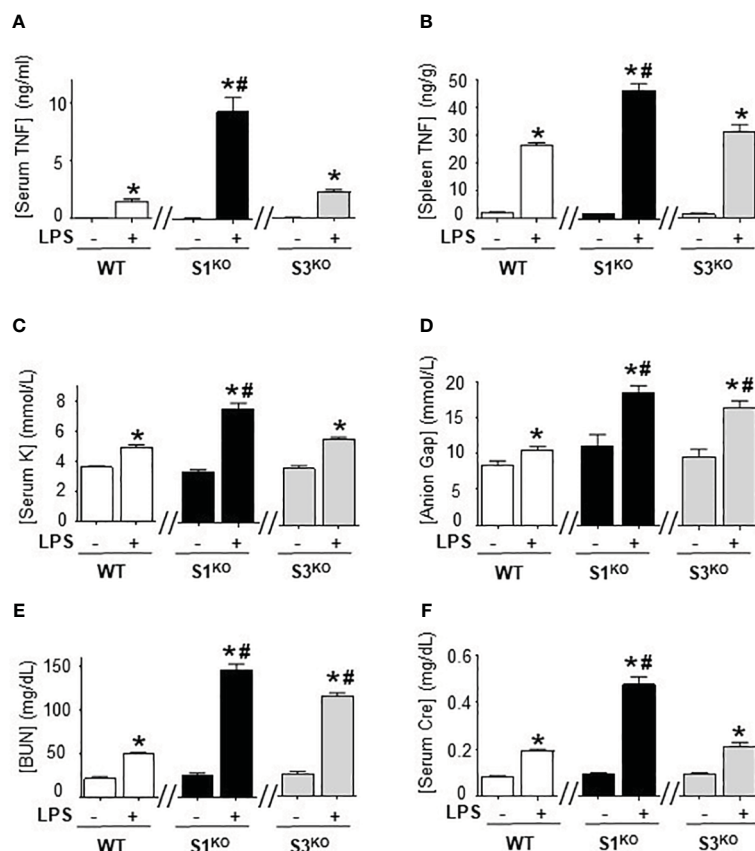 A
[Serum TNF] (ng/ml)
10
5
0
*
*#
*
LPS - + - + - +
WT S1KO S3KO
B
[Spleen TNF] (ng/g)
50
40
30
20
10
0
*
*#
*
LPS - + - + - +
WT S1KO S3KO
C
[Serum K] (mmol/L)
8
6
4
2
0
*
*#
*
LPS - + - + - +
WT S1KO S3KO
D
[Anion Gap] (mmol/L)
20
15
10
5
0
*
*#
*#
LPS - + - + - +
WT S1KO S3KO
E
[BUN] (mg/dL)
150
100
50
0
*
*#
*#
LPS - + - + - +
WT S1KO S3KO
F
[Serum Cre] (mg/dL)
0.6
0.4
0.2
0
*
*#
*
LPS - + - + - +
WT S1KO S3KO